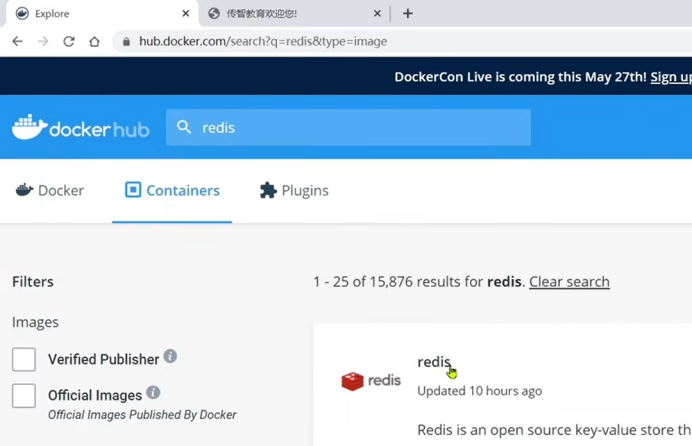 Explore
传智教育欢迎您!
hub.docker.com/search?q=redis&type=image
DockerCon Live is coming this May 27th! Sign up
docker hub
redis
Docker
Containers
Plugins
Filters
1 - 25 of 15,876 results for redis. Clear search
Images
Verified Publisher
Official Images
Official Images Published By Docker
redis
redis
Updated 10 hours ago
Redis is an open source key-value store th